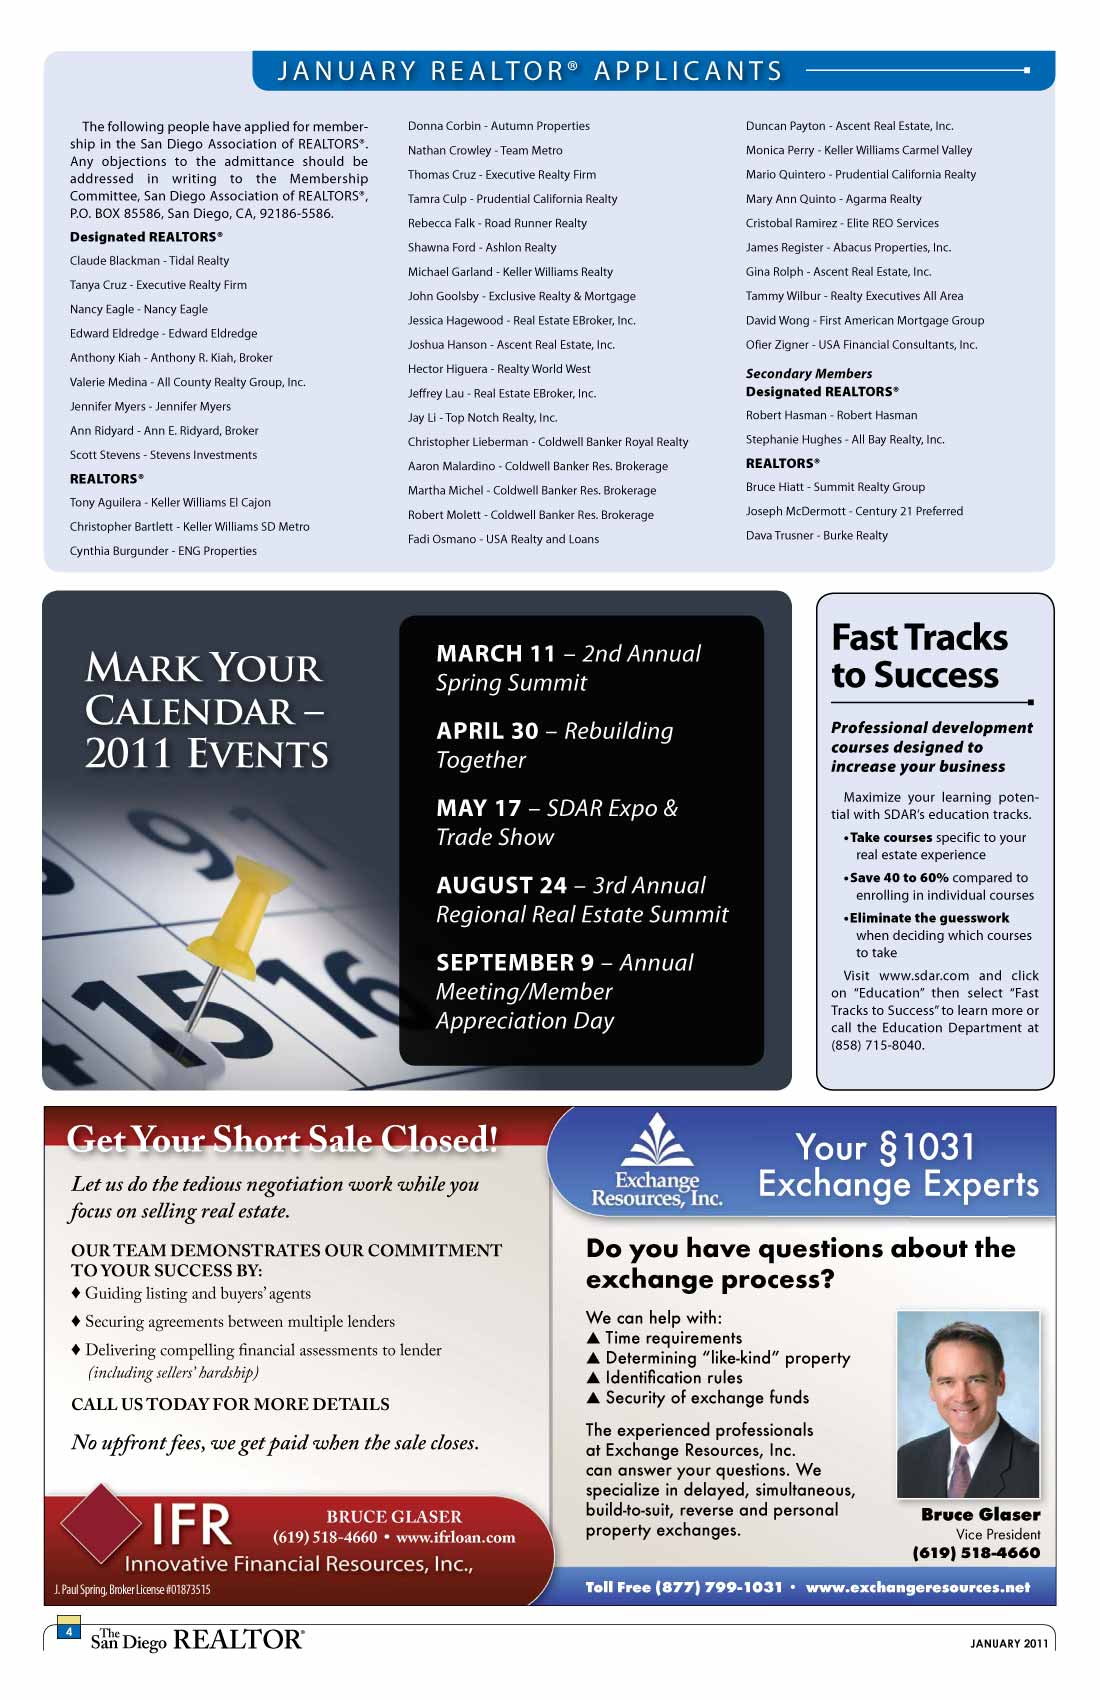 JANUARY REALTOR® APPLICANTS
The following people have applied for member-
ship in the San Diego Association of REALTORS®.
Any objections to the admittance should be
addressed in writing to the Membership
Committee, San Diego Association of REALTORS®,
P.O. BOX 85586, San Diego, CA, 92186-5586.
Designated REALTORS®
Claude Blackman - Tidal Realty
Tanya Cruz - Executive Realty Firm
Nancy Eagle - Nancy Eagle
Edward Eldredge - Edward Eldredge
Anthony Kiah - Anthony R. Kiah, Broker
Valerie Medina - All County Realty Group, Inc.
Jennifer Myers - Jennifer Myers
Ann Ridyard - Ann E. Ridyard, Broker
Scott Stevens - Stevens Investments
REALTORS®
Tony Aguilera - Keller Williams El Cajon
Christopher Bartlett - Keller Williams SD Metro
Cynthia Burgunder - ENG Properties
Donna Corbin - Autumn Properties
Nathan Crowley - Team Metro
Thomas Cruz - Executive Realty Firm
Tamra Culp - Prudential California Realty
Rebecca Falk - Road Runner Realty
Shawna Ford - Ashlon Realty
Michael Garland - Keller Williams Realty
John Goolsby - Exclusive Realty & Mortgage
Jessica Hagewood - Real Estate EBroker, Inc.
Joshua Hanson - Ascent Real Estate, Inc.
Hector Higuera - Realty World West
Jeffrey Lau - Real Estate EBroker, Inc.
Jay Li - Top Notch Realty, Inc.
Christopher Lieberman - Coldwell Banker Royal Realty
Aaron Malardino - Coldwell Banker Res. Brokerage
Martha Michel - Coldwell Banker Res. Brokerage
Robert Molett - Coldwell Banker Res. Brokerage
Fadi Osmano - USA Realty and Loans
Duncan Payton - Ascent Real Estate, Inc.
Monica Perry - Keller Williams Carmel Valley
Mario Quintero - Prudential California Realty
Mary Ann Quinto - Agarma Realty
Cristobal Ramirez - Elite REO Services
James Register - Abacus Properties, Inc.
Gina Rolph - Ascent Real Estate, Inc.
Tammy Wilbur - Realty Executives All Area
David Wong - First American Mortgage Group
Ofier Zigner - USA Financial Consultants, Inc.
Secondary Members
Designated REALTORS®
Robert Hasman - Robert Hasman
Stephanie Hughes - All Bay Realty, Inc.
REALTORS®
Bruce Hiatt - Summit Realty Group
Joseph McDermott - Century 21 Preferred
Dava Trusner - Burke Realty
MARK YOUR
CALENDAR –
2011 EVENTS
9
15
16
MARCH 11 – 2nd Annual
Spring Summit
APRIL 30 – Rebuilding
Together
MAY 17 – SDAR Expo &
Trade Show
AUGUST 24 – 3rd Annual
Regional Real Estate Summit
SEPTEMBER 9 – Annual
Meeting/Member
Appreciation Day
Fast Tracks
to Success
Professional development
courses designed to
increase your business
Maximize your learning poten-
tial with SDAR's education tracks.
•Take courses specific to your
real estate experience
•Save 40 to 60% compared to
enrolling in individual courses
•Eliminate the guesswork
when deciding which courses
to take
Visit www.sdar.com and click
on “Education” then select “Fast
Tracks to Success” to learn more or
call the Education Department at
(858) 715-8040.
Get Your Short Sale Closed!
Let us do the tedious negotiation work while you
focus on selling real estate.
OUR TEAM DEMONSTRATES OUR COMMITMENT
TO YOUR SUCCESS BY:
♦ Guiding listing and buyers' agents
♦ Securing agreements between multiple lenders
♦ Delivering compelling financial assessments to lender
(including sellers' hardship)
CALL US TODAY FOR MORE DETAILS
No upfront fees, we get paid when the sale closes.
IFR
BRUCE GLASER
(619) 518-4660 • www.ifrloan.com
Innovative Financial Resources, Inc.,
J. Paul Spring, Broker License #01873515
Exchange
Resources, Inc.
Your §1031
Exchange Experts
Do you have questions about the
exchange process?
We can help with:
▲ Time requirements
▲ Determining “like-kind” property
▲ Identification rules
▲ Security of exchange funds
The experienced professionals
at Exchange Resources, Inc.
can answer your questions. We
specialize in delayed, simultaneous,
build-to-suit, reverse and personal
property exchanges.
Bruce Glaser
Vice President
(619) 518-4660
Toll Free (877) 799-1031 • www.exchangeresources.net
4
The San Diego REALTOR®
JANUARY 2011